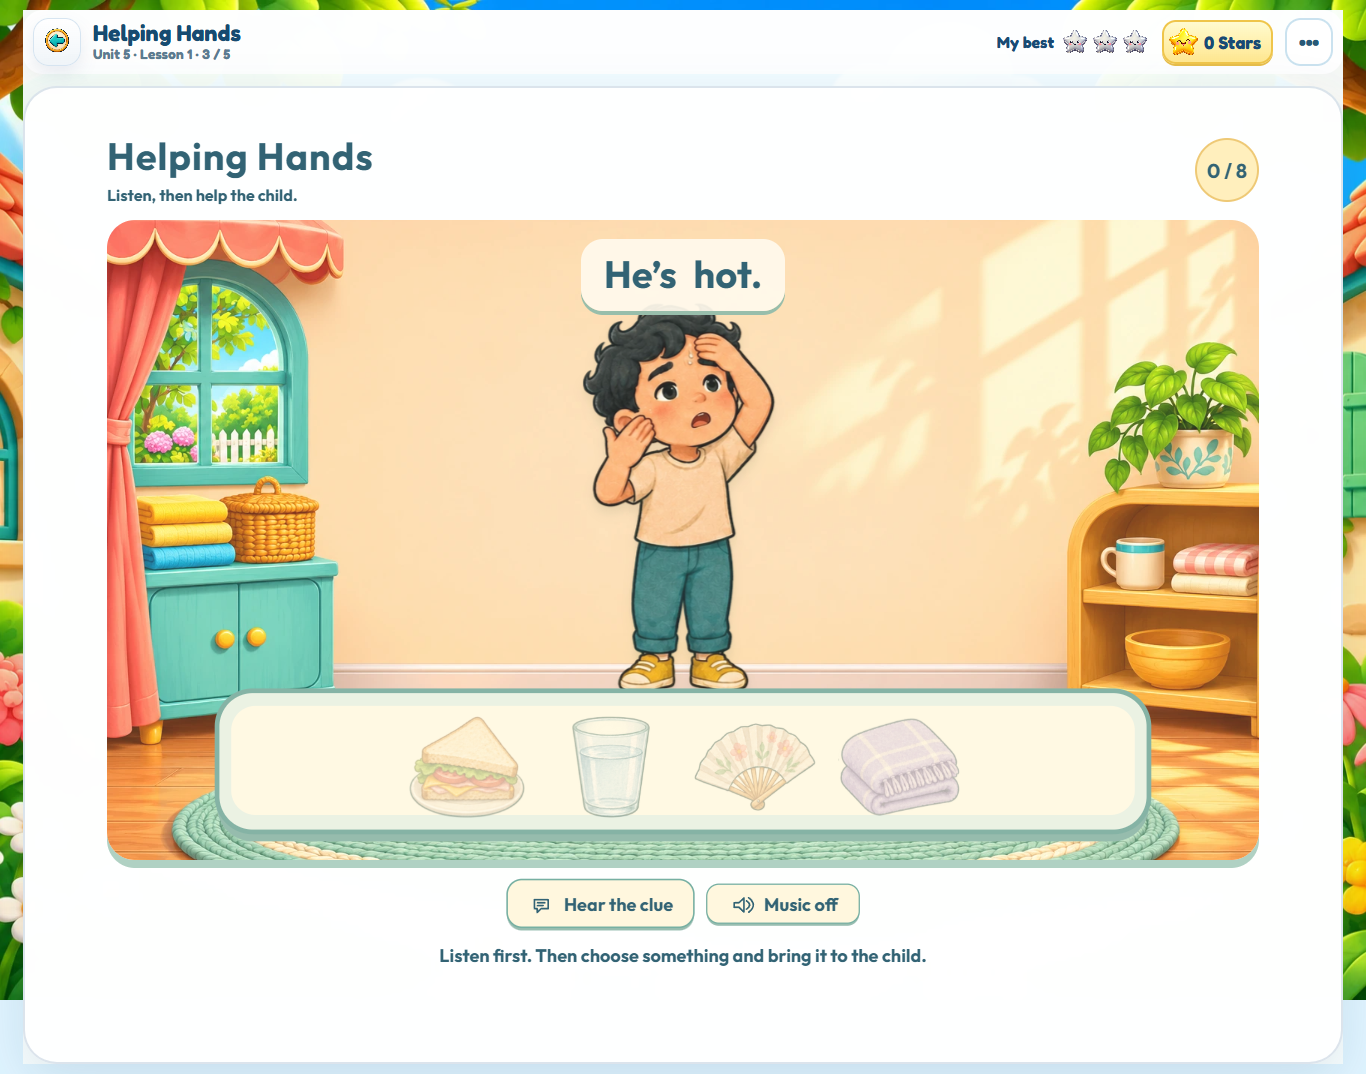 Helping Hands
Unit 5 · Lesson 1 · 3 / 5
My best
0 Stars
Helping Hands
Listen, then help the child.
0 / 8
He’s hot.
Hear the clue
Music off
Listen first. Then choose something and bring it to the child.